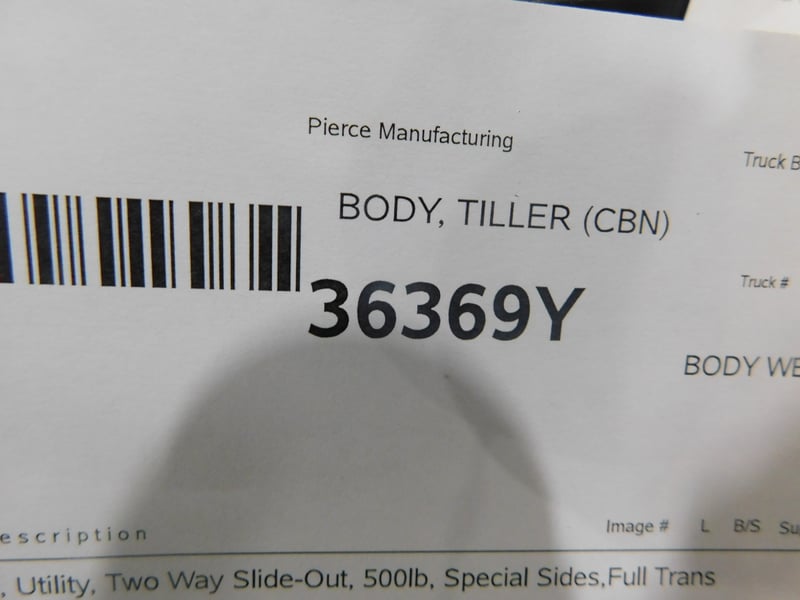 Pierce Manufacturing
Truck B
BODY, TILLER (CBN)
Truck #
36369Y
BODY WE
escription
Image # L B/S Su
, Utility, Two Way Slide-Out, 500lb, Special Sides,Full Trans